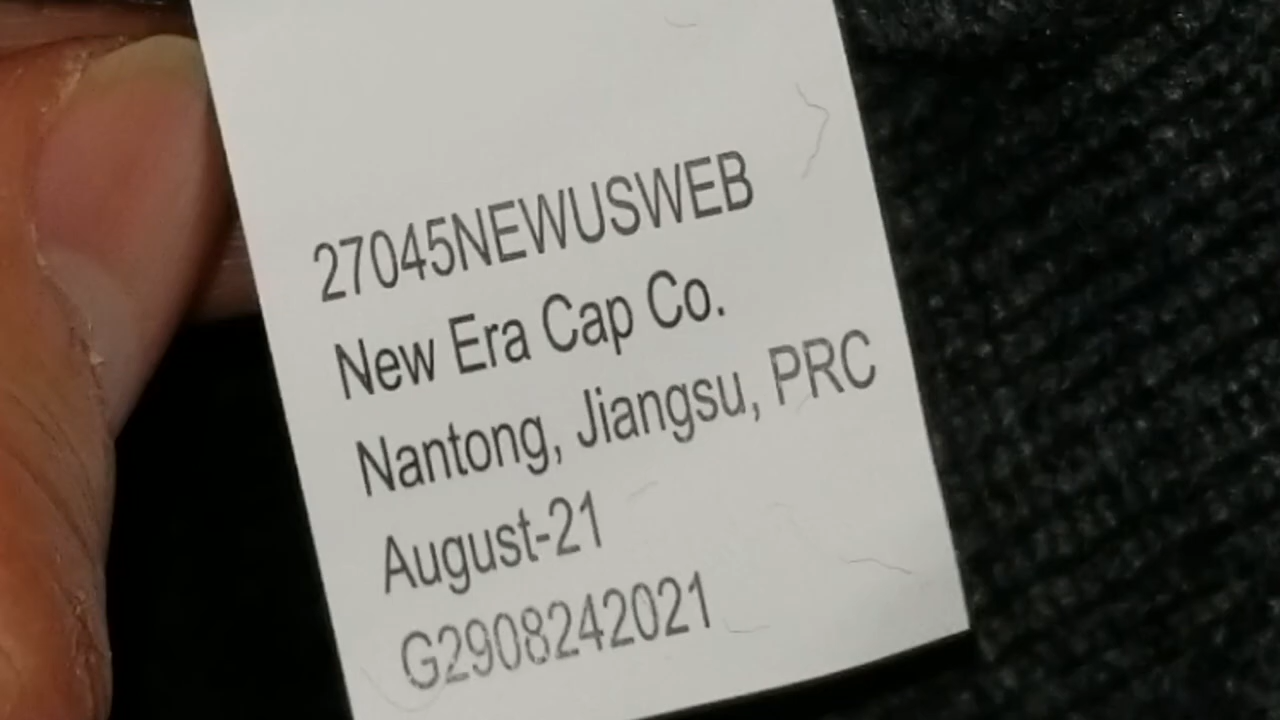 27045NEWUSWEB
New Era Cap Co.
Nantong, Jiangsu, PRC
August-21
G2908242021